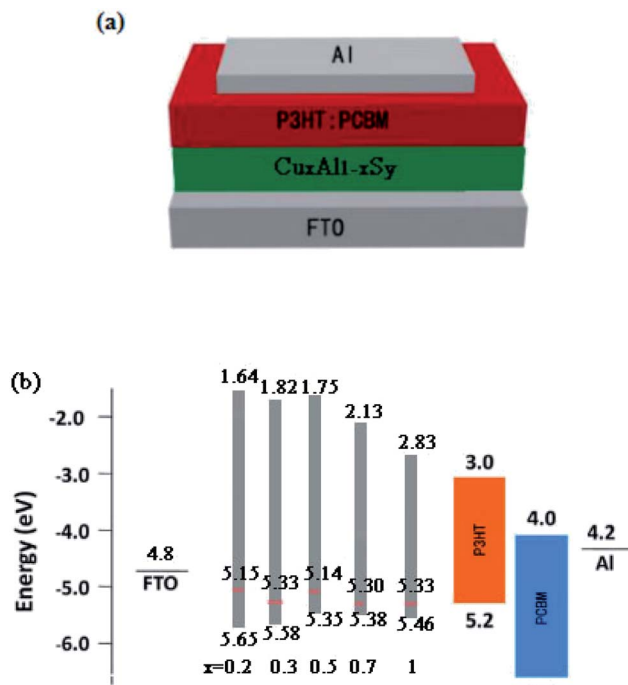 (a)
Al
P3HT:PCBM
CuxAl1-xSy
FTO
(b)
Energy (eV)
-2.0
-3.0
-4.0
-5.0
-6.0
4.8
FTO
1.64
1.82
1.75
2.13
2.83
5.15
5.33
5.14
5.30
5.33
5.65
5.58
5.35
5.38
5.46
x=0.2 0.3 0.5 0.7 1
3.0
P3HT
5.2
4.0
PCBM
4.2
Al